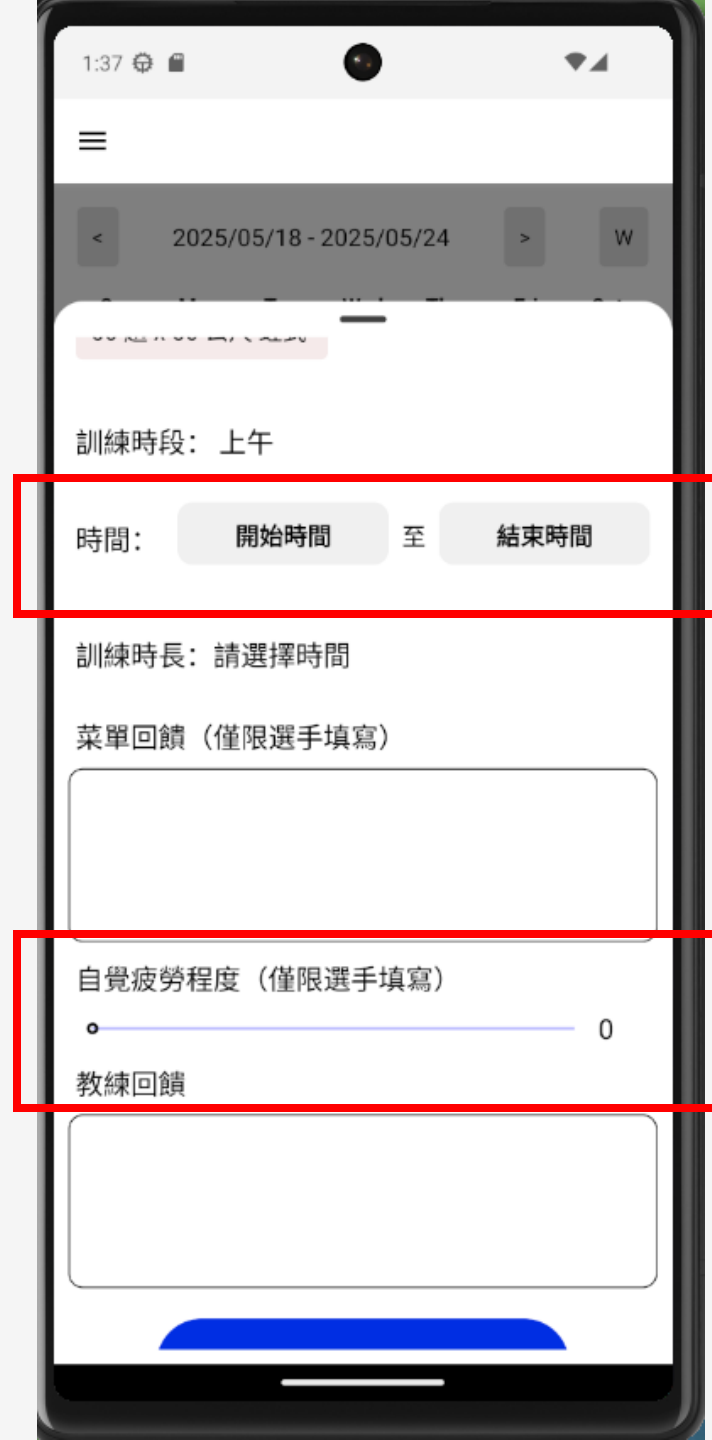 1:37
< 2025/05/18 - 2025/05/24 > W
訓練時段： 上午
時間： 開始時間 至 結束時間
訓練時長：請選擇時間
菜單回饋（僅限選手填寫）
自覺疲勞程度（僅限選手填寫）
0
教練回饋